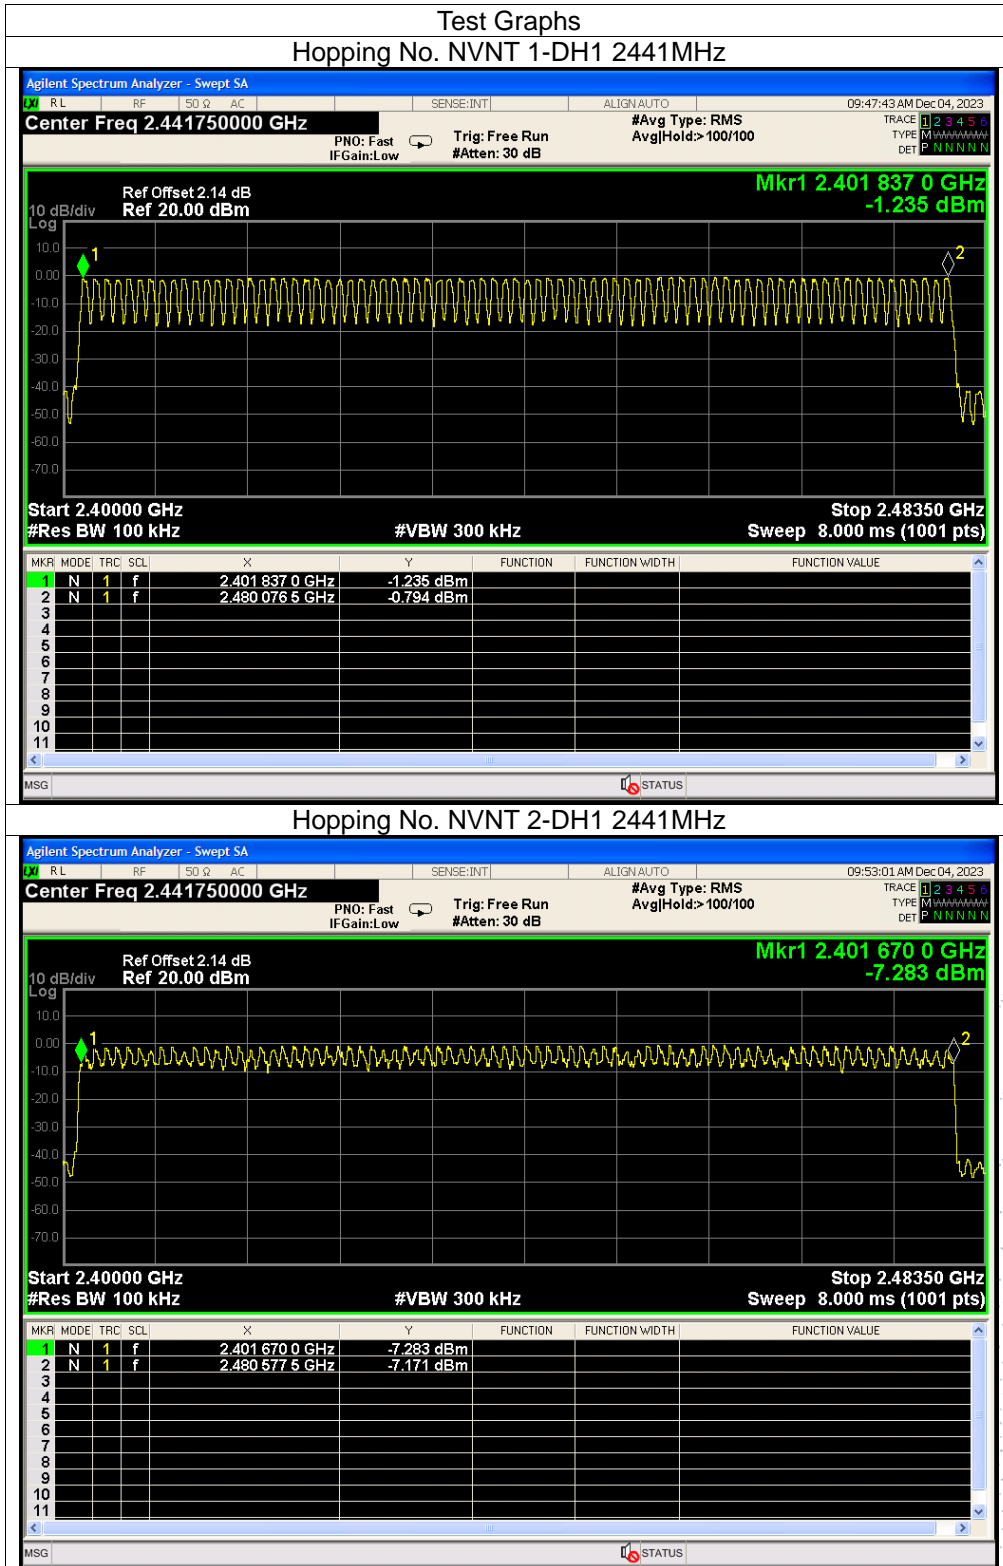 Test Graphs
Hopping No. NVNT 1-DH1 2441MHz
Agilent Spectrum Analyzer - Swept SA
LXI RL RF 50 Ω AC SENSE:INT ALIGN AUTO 09:47:43 AM Dec 04, 2023
Center Freq 2.441750000 GHz #Avg Type: RMS TRACE 1 2 3 4 5 6
PNO: Fast Trig: Free Run Avg|Hold:>100/100 TYPE M
IFGain:Low #Atten: 30 dB DET P N N N N N
Mkr1 2.401 837 0 GHz
Ref Offset 2.14 dB -1.235 dBm
10 dB/div Ref 20.00 dBm
Log
10.0
1 2
0.00
-10.0
-20.0
-30.0
-40.0
-50.0
-60.0
-70.0
Start 2.40000 GHz Stop 2.48350 GHz
#Res BW 100 kHz #VBW 300 kHz Sweep 8.000 ms (1001 pts)
MKR MODE TRC SCL X Y FUNCTION FUNCTION WIDTH FUNCTION VALUE
1 N 1 f 2.401 837 0 GHz -1.235 dBm
2 N 1 f 2.480 076 5 GHz -0.794 dBm
3
4
5
6
7
8
9
10
11
MSG STATUS
Hopping No. NVNT 2-DH1 2441MHz
Agilent Spectrum Analyzer - Swept SA
LXI RL RF 50 Ω AC SENSE:INT ALIGN AUTO 09:53:01 AM Dec 04, 2023
Center Freq 2.441750000 GHz #Avg Type: RMS TRACE 1 2 3 4 5 6
PNO: Fast Trig: Free Run Avg|Hold:>100/100 TYPE M
IFGain:Low #Atten: 30 dB DET P N N N N N
Mkr1 2.401 670 0 GHz
Ref Offset 2.14 dB -7.283 dBm
10 dB/div Ref 20.00 dBm
Log
10.0
1 2
0.00
-10.0
-20.0
-30.0
-40.0
-50.0
-60.0
-70.0
Start 2.40000 GHz Stop 2.48350 GHz
#Res BW 100 kHz #VBW 300 kHz Sweep 8.000 ms (1001 pts)
MKR MODE TRC SCL X Y FUNCTION FUNCTION WIDTH FUNCTION VALUE
1 N 1 f 2.401 670 0 GHz -7.283 dBm
2 N 1 f 2.480 577 5 GHz -7.171 dBm
3
4
5
6
7
8
9
10
11
MSG STATUS